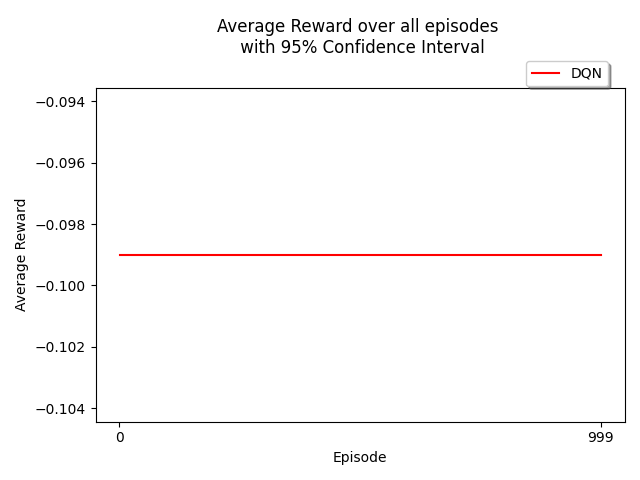 Average Reward over all episodes
with 95% Confidence Interval
DQN
−0.094
−0.096
−0.098
−0.100
−0.102
−0.104
Average Reward
0
999
Episode